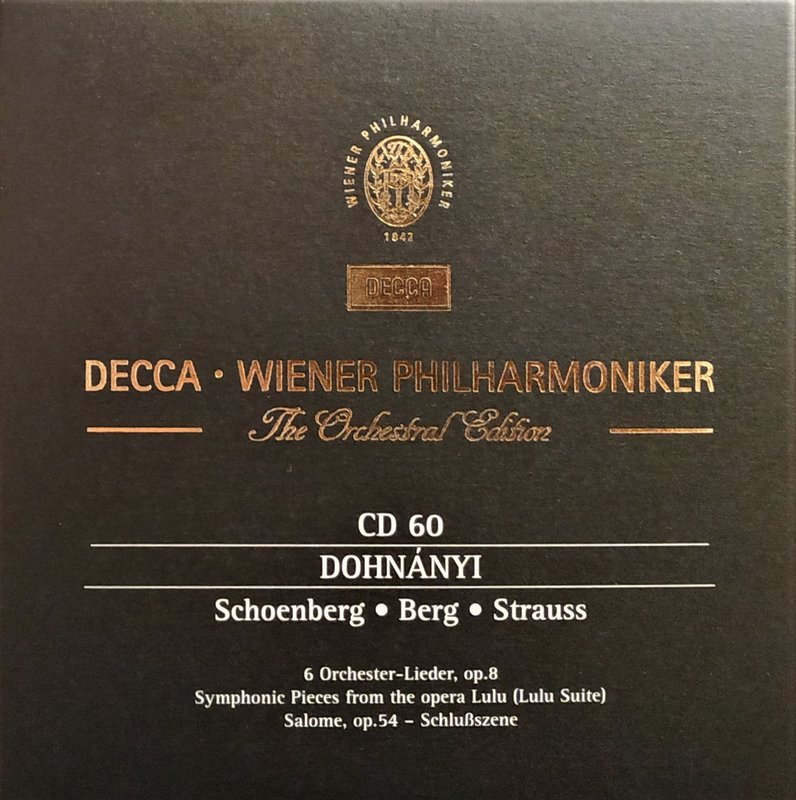 WIENER PHILHARMONIKER
1842
DECCA
DECCA · WIENER PHILHARMONIKER
The Orchestral Edition
CD 60
DOHNÁNYI
Schoenberg • Berg • Strauss
6 Orchester-Lieder, op.8
Symphonic Pieces from the opera Lulu (Lulu Suite)
Salome, op.54 – Schlußszene